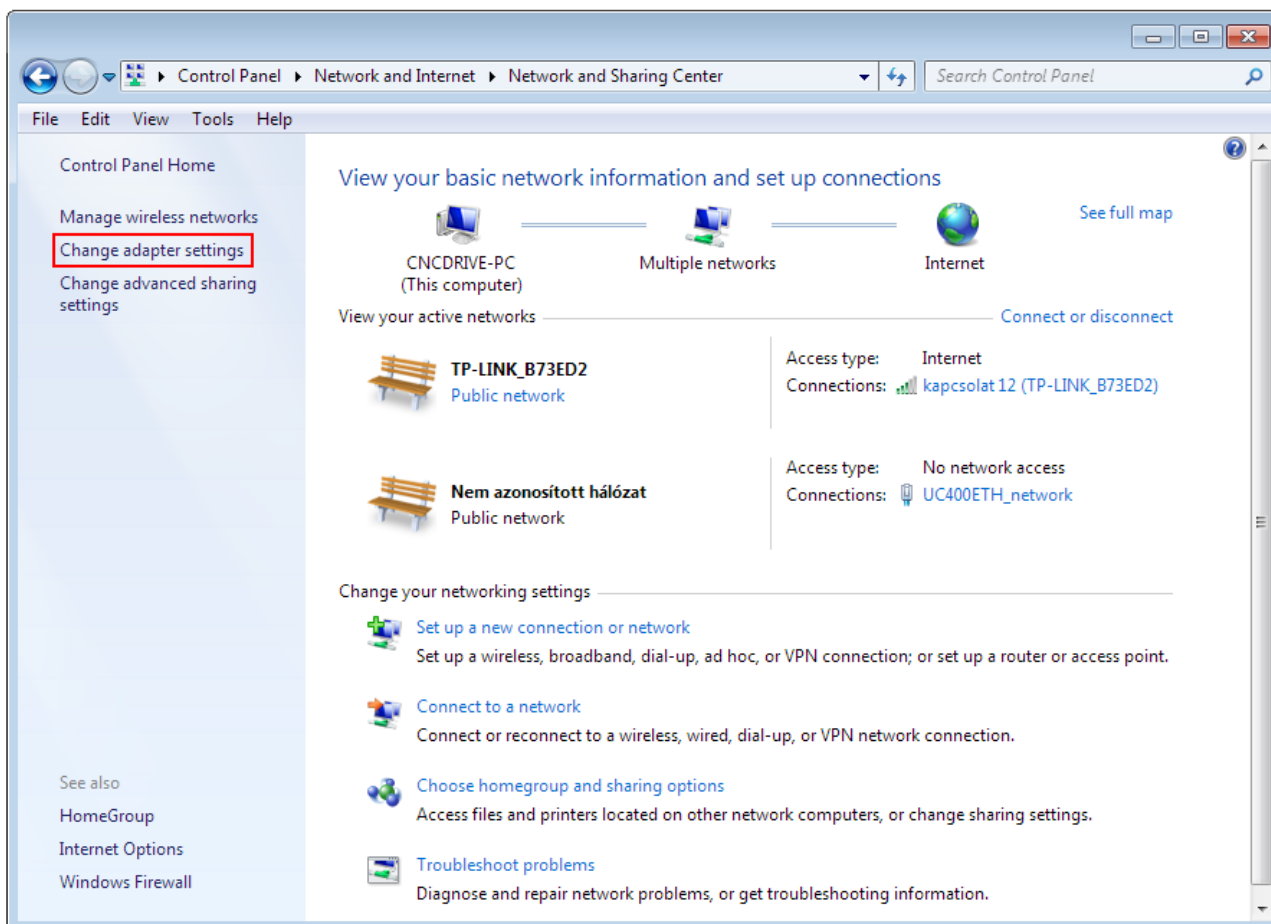 Control Panel Network and Internet Network and Sharing Center Search Control Panel
File Edit View Tools Help
Control Panel Home
Manage wireless networks
Change adapter settings
Change advanced sharing
settings
See also
HomeGroup
Internet Options
Windows Firewall
View your basic network information and set up connections
See full map
CNCDRIVE-PC
(This computer)
Multiple networks
Internet
View your active networks Connect or disconnect
TP-LINK_B73ED2
Public network
Access type: Internet
Connections: kapcsolat 12 (TP-LINK_B73ED2)
Nem azonosított hálózat
Public network
Access type: No network access
Connections: UC400ETH_network
Change your networking settings
Set up a new connection or network
Set up a wireless, broadband, dial-up, ad hoc, or VPN connection; or set up a router or access point.
Connect to a network
Connect or reconnect to a wireless, wired, dial-up, or VPN network connection.
Choose homegroup and sharing options
Access files and printers located on other network computers, or change sharing settings.
Troubleshoot problems
Diagnose and repair network problems, or get troubleshooting information.